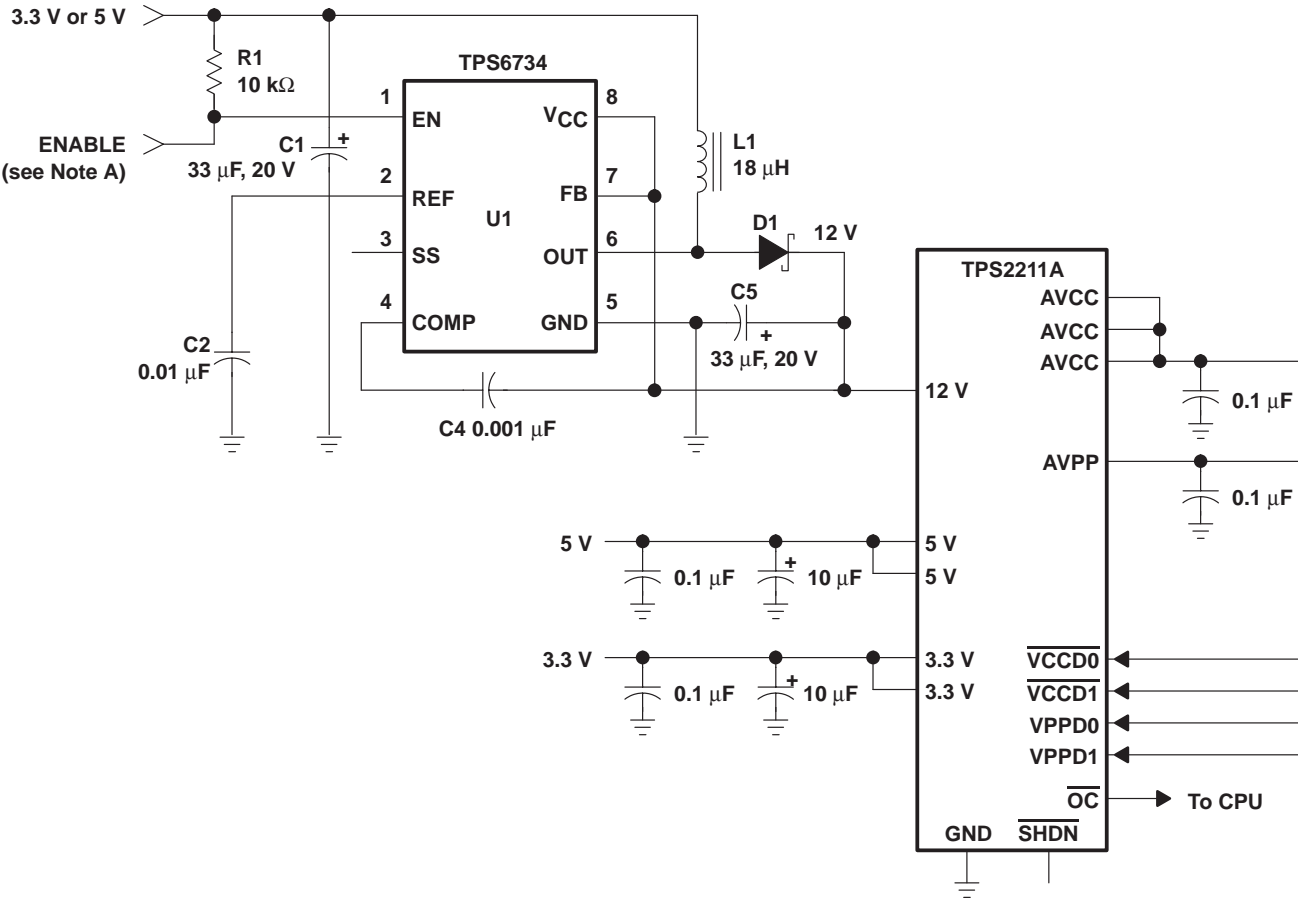 3.3 V or 5 V
R1
10 kΩ
ENABLE
(see Note A)
C1
+
33 μF, 20 V
TPS6734
1
EN
2
REF
3
SS
4
COMP
U1
8
VCC
7
FB
6
OUT
5
GND
L1
18 μH
D1
12 V
C5
+
33 μF, 20 V
C2
0.01 μF
C4 0.001 μF
TPS2211A
AVCC
AVCC
AVCC
0.1 μF
12 V
AVPP
0.1 μF
5 V
0.1 μF
+
10 μF
5 V
5 V
3.3 V
0.1 μF
+
10 μF
3.3 V
3.3 V
VCCD0
VCCD1
VPPD0
VPPD1
OC
To CPU
GND
SHDN